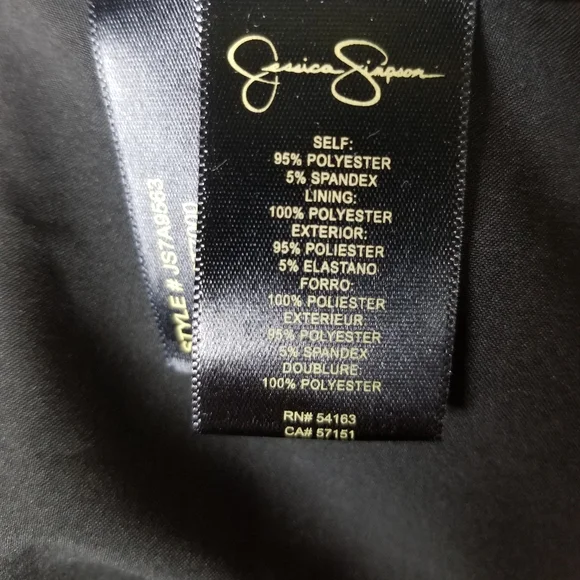 Jessica Simpson
SELF:
95% POLYESTER
5% SPANDEX
LINING:
100% POLYESTER
EXTERIOR:
95% POLIESTER
5% ELASTANO
FORRO:
100% POLIESTER
EXTERIEUR
95% POLYESTER
5% SPANDEX
DOUBLURE:
100% POLYESTER
RN# 54163
CA# 57151
STYLE # JS7A9663